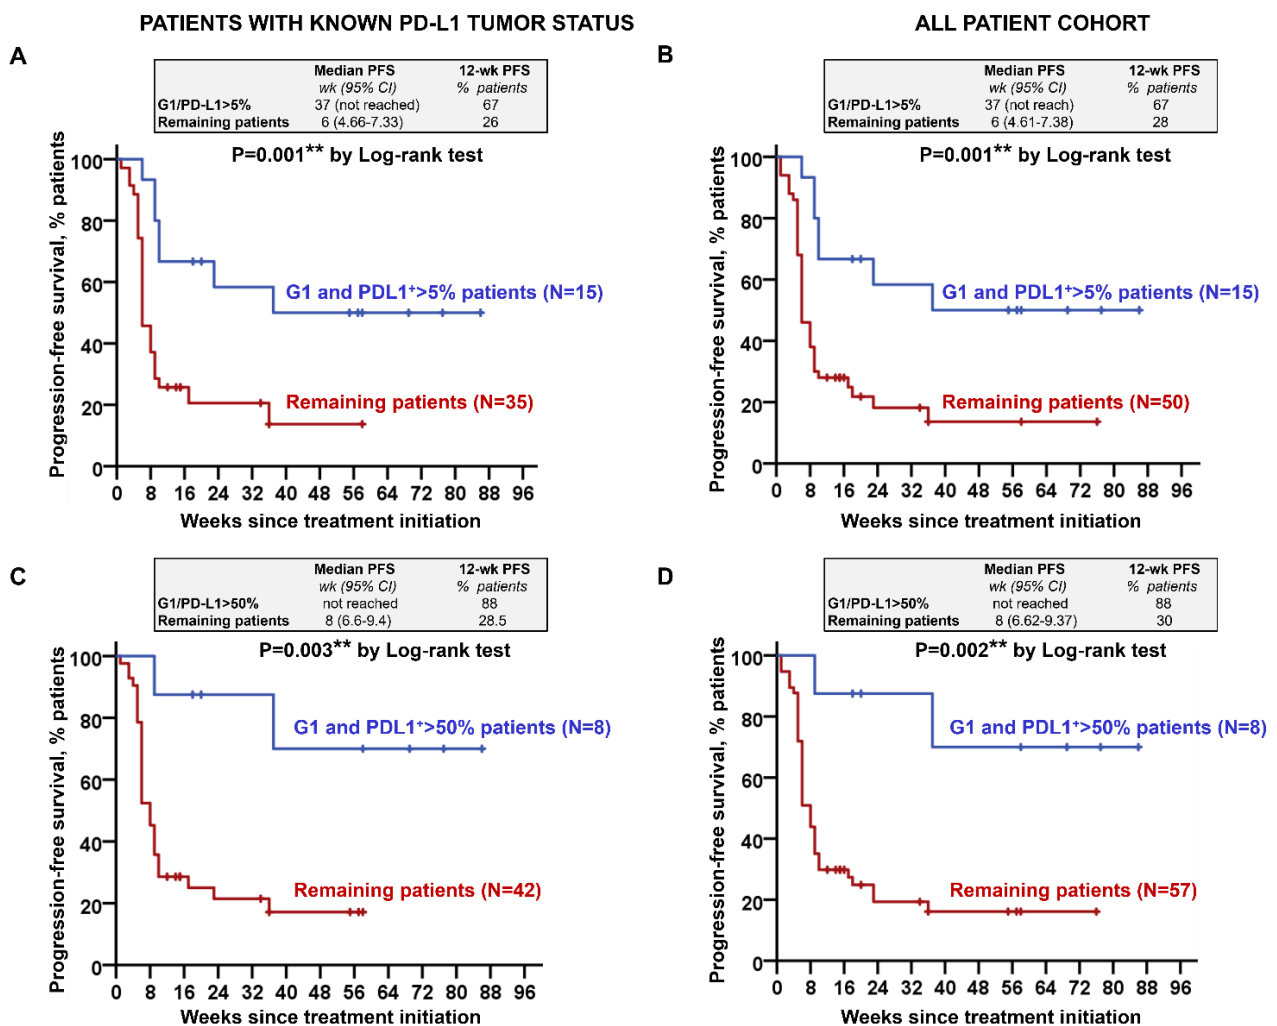 PATIENTS WITH KNOWN PD-L1 TUMOR STATUS
ALL PATIENT COHORT
A
Median PFS 12-wk PFS
wk (95% CI) % patients
G1/PD-L1>5% 37 (not reached) 67
Remaining patients 6 (4.66-7.33) 26
P=0.001** by Log-rank test
Progression-free survival, % patients
100
80
60
40
20
0
G1 and PDL1+>5% patients (N=15)
Remaining patients (N=35)
0 8 16 24 32 40 48 56 64 72 80 88 96
Weeks since treatment initiation
B
Median PFS 12-wk PFS
wk (95% CI) % patients
G1/PD-L1>5% 37 (not reach) 67
Remaining patients 6 (4.61-7.38) 28
P=0.001** by Log-rank test
Progression-free survival, % patients
100
80
60
40
20
0
G1 and PDL1+>5% patients (N=15)
Remaining patients (N=50)
0 8 16 24 32 40 48 56 64 72 80 88 96
Weeks since treatment initiation
C
Median PFS 12-wk PFS
wk (95% CI) % patients
G1/PD-L1>50% not reached 88
Remaining patients 8 (6.6-9.4) 28.5
P=0.003** by Log-rank test
Progression-free survival, % patients
100
80
60
40
20
0
G1 and PDL1+>50% patients (N=8)
Remaining patients (N=42)
0 8 16 24 32 40 48 56 64 72 80 88 96
Weeks since treatment initiation
D
Median PFS 12-wk PFS
wk (95% CI) % patients
G1/PD-L1>50% not reached 88
Remaining patients 8 (6.62-9.37) 30
P=0.002** by Log-rank test
Progression-free survival, % patients
100
80
60
40
20
0
G1 and PDL1+>50% patients (N=8)
Remaining patients (N=57)
0 8 16 24 32 40 48 56 64 72 80 88 96
Weeks since treatment initiation